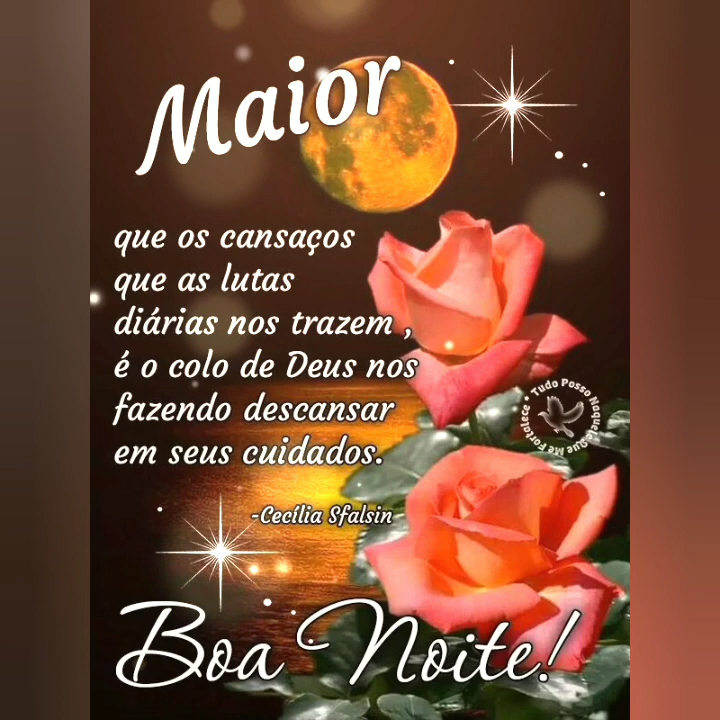 Maior
que os cansaços
que as lutas
diárias nos trazem ,
é o colo de Deus nos
fazendo descansar
em seus cuidados.
-Cecília Sfalsin
Tudo Posso Naquele Que Me Fortalece *
Boa Noite!